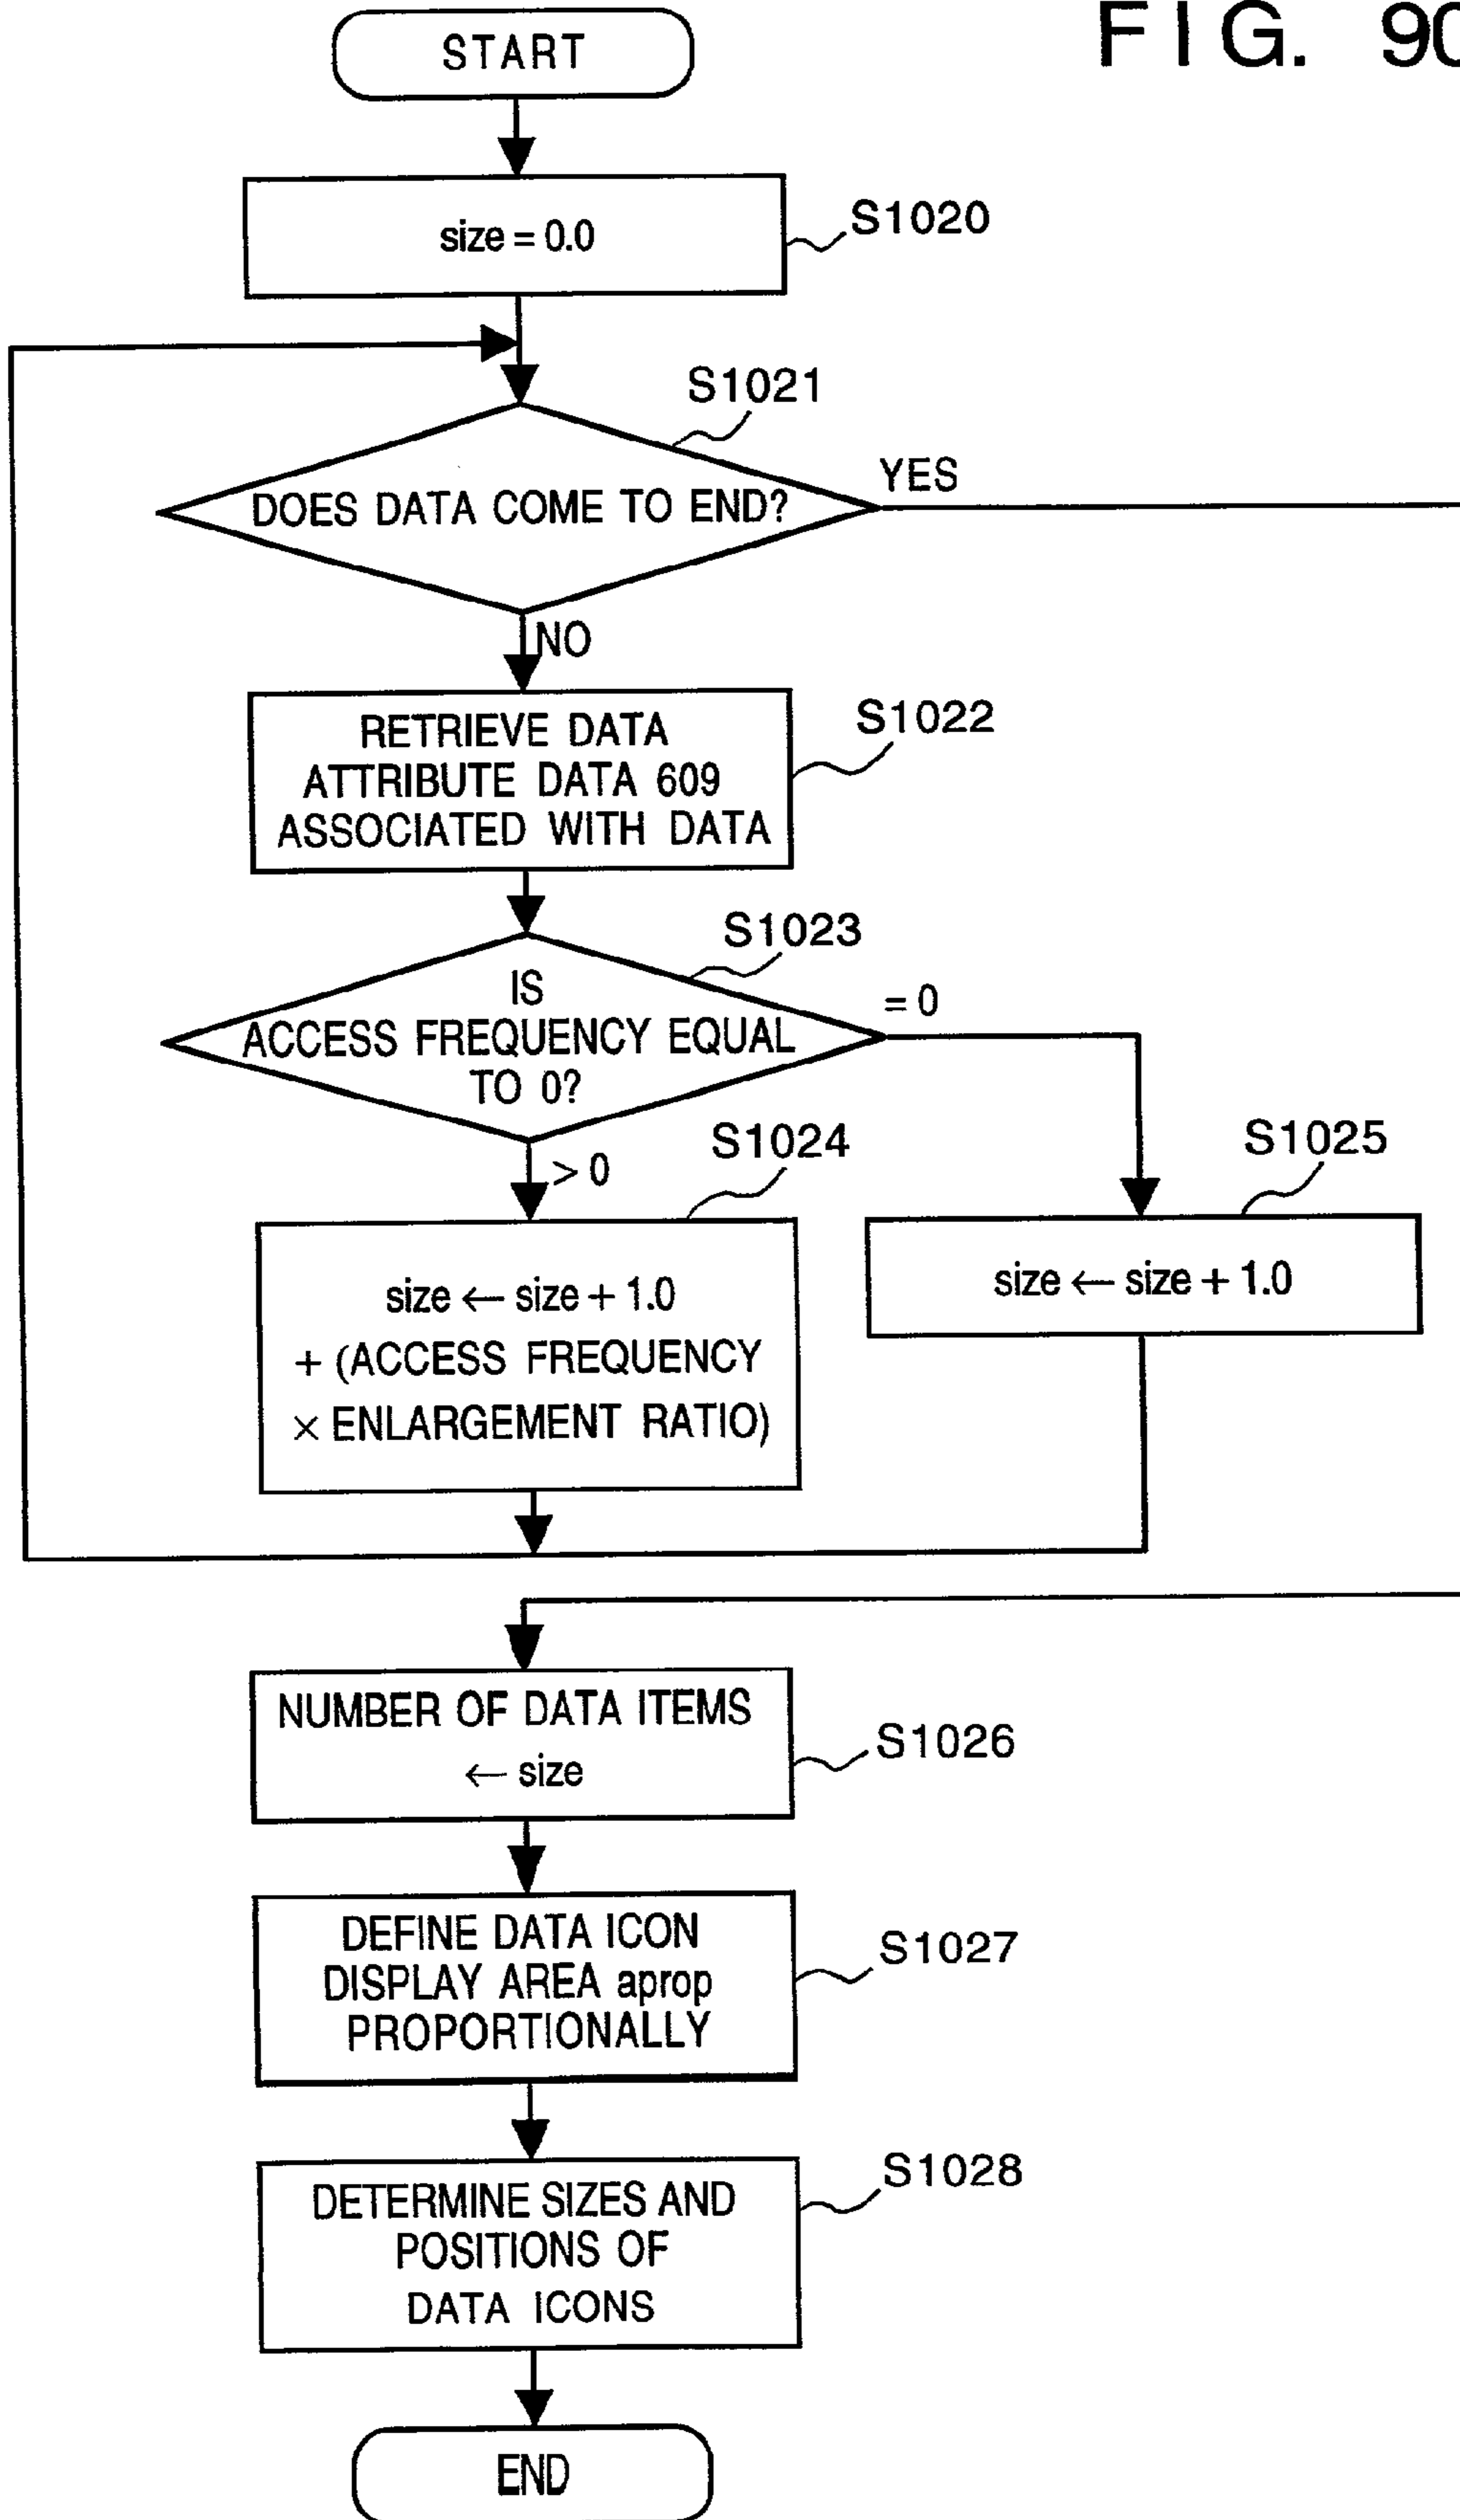 FIG. 90
START
size = 0.0
S1020
S1021
DOES DATA COME TO END?
YES
NO
RETRIEVE DATA
ATTRIBUTE DATA 609
ASSOCIATED WITH DATA
S1022
S1023
IS
ACCESS FREQUENCY EQUAL
TO 0?
= 0
> 0
S1024
size ← size + 1.0
+ (ACCESS FREQUENCY
× ENLARGEMENT RATIO)
S1025
size ← size + 1.0
NUMBER OF DATA ITEMS
← size
S1026
DEFINE DATA ICON
DISPLAY AREA aprop
PROPORTIONALLY
S1027
DETERMINE SIZES AND
POSITIONS OF
DATA ICONS
S1028
END